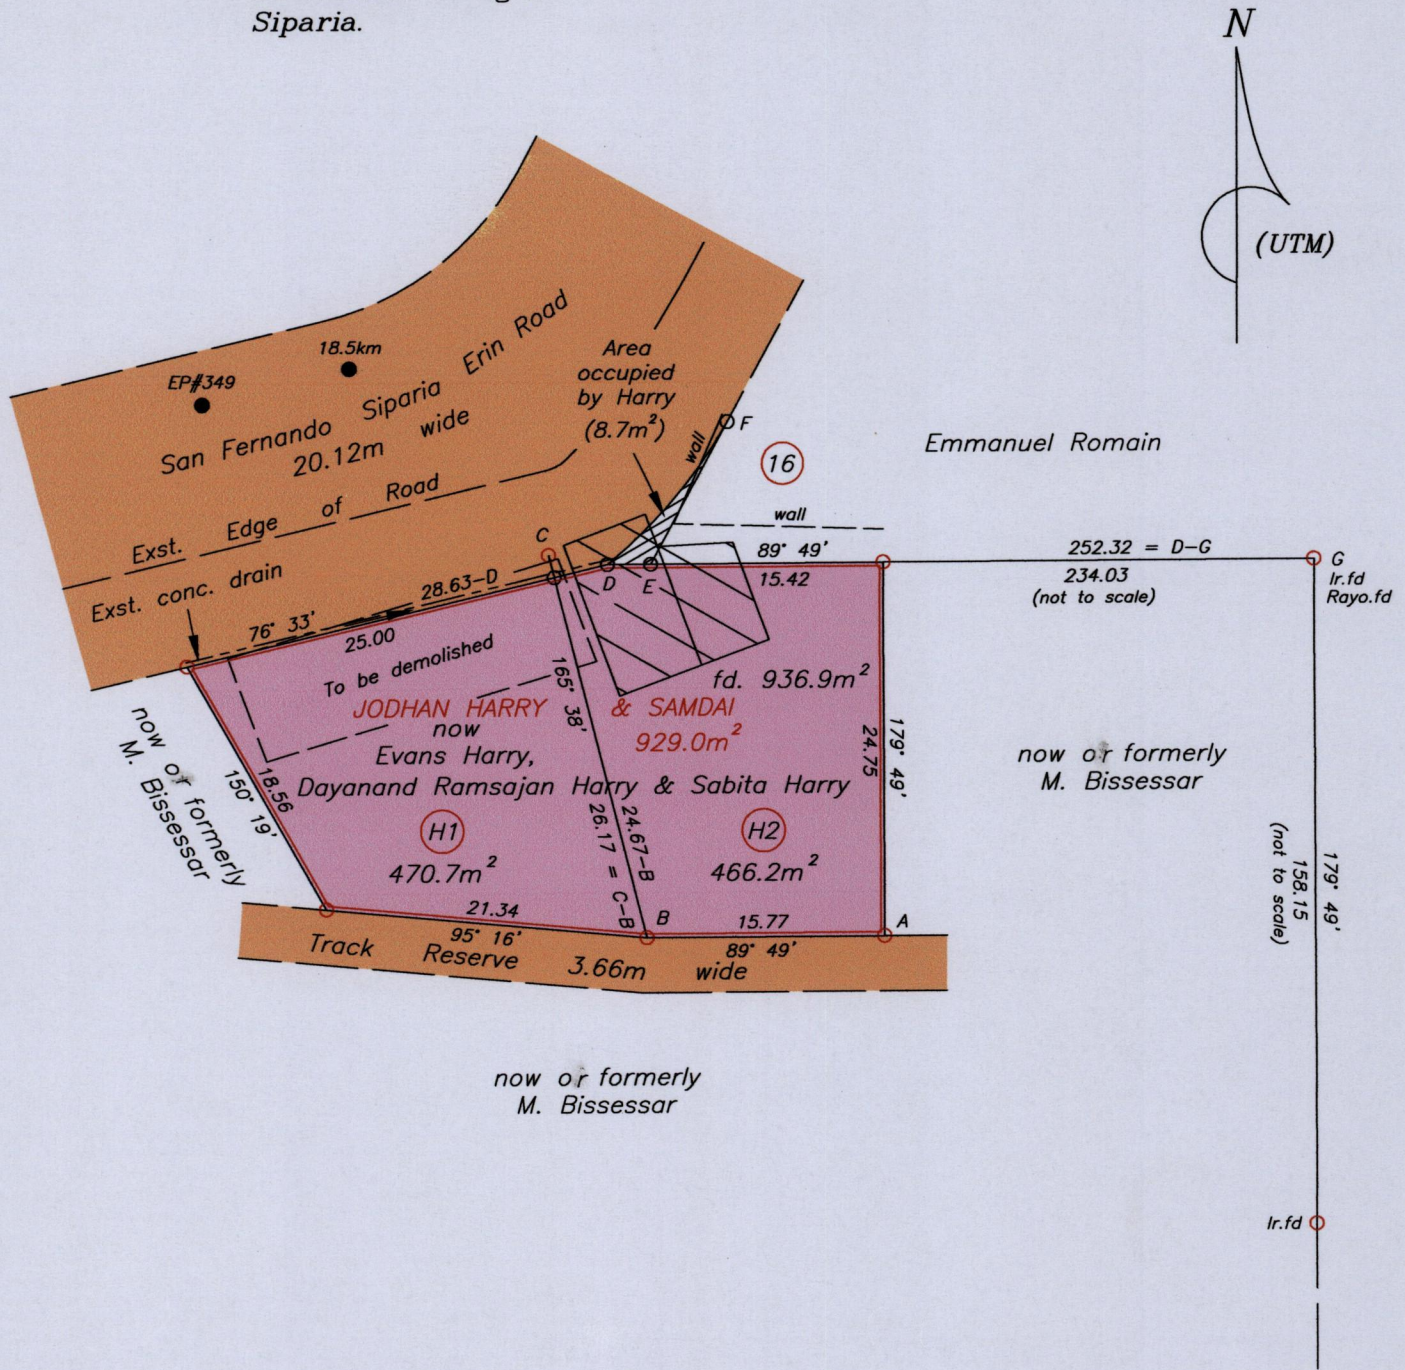 Siparia.
N
(UTM)
18.5km
EP#349
San Fernando Siparia Erin Road
20.12m wide
Area
occupied
by Harry
(8.7m²)
F
wall
16
Emmanuel Romain
wall
Exst. Edge of Road
Exst. conc. drain
C
D
E
89° 49'
15.42
252.32 = D-G
234.03
(not to scale)
G
Ir.fd
Rayo.fd
28.63-D
76° 33'
25.00
To be demolished
165° 38'
fd. 936.9m²
JODHAN HARRY & SAMDAI
929.0m²
now
Evans Harry,
Dayanand Ramsajan Harry & Sabita Harry
179° 49'
24.75
now or formerly
M. Bissessar
now or formerly
M. Bissessar
18.56
150° 19'
H1
470.7m²
24.67-B
26.17 = C-B
H2
466.2m²
179° 49'
158.15
(not to scale)
21.34
95° 16'
B
15.77
89° 49'
A
Track Reserve 3.66m wide
now or formerly
M. Bissessar
Ir.fd